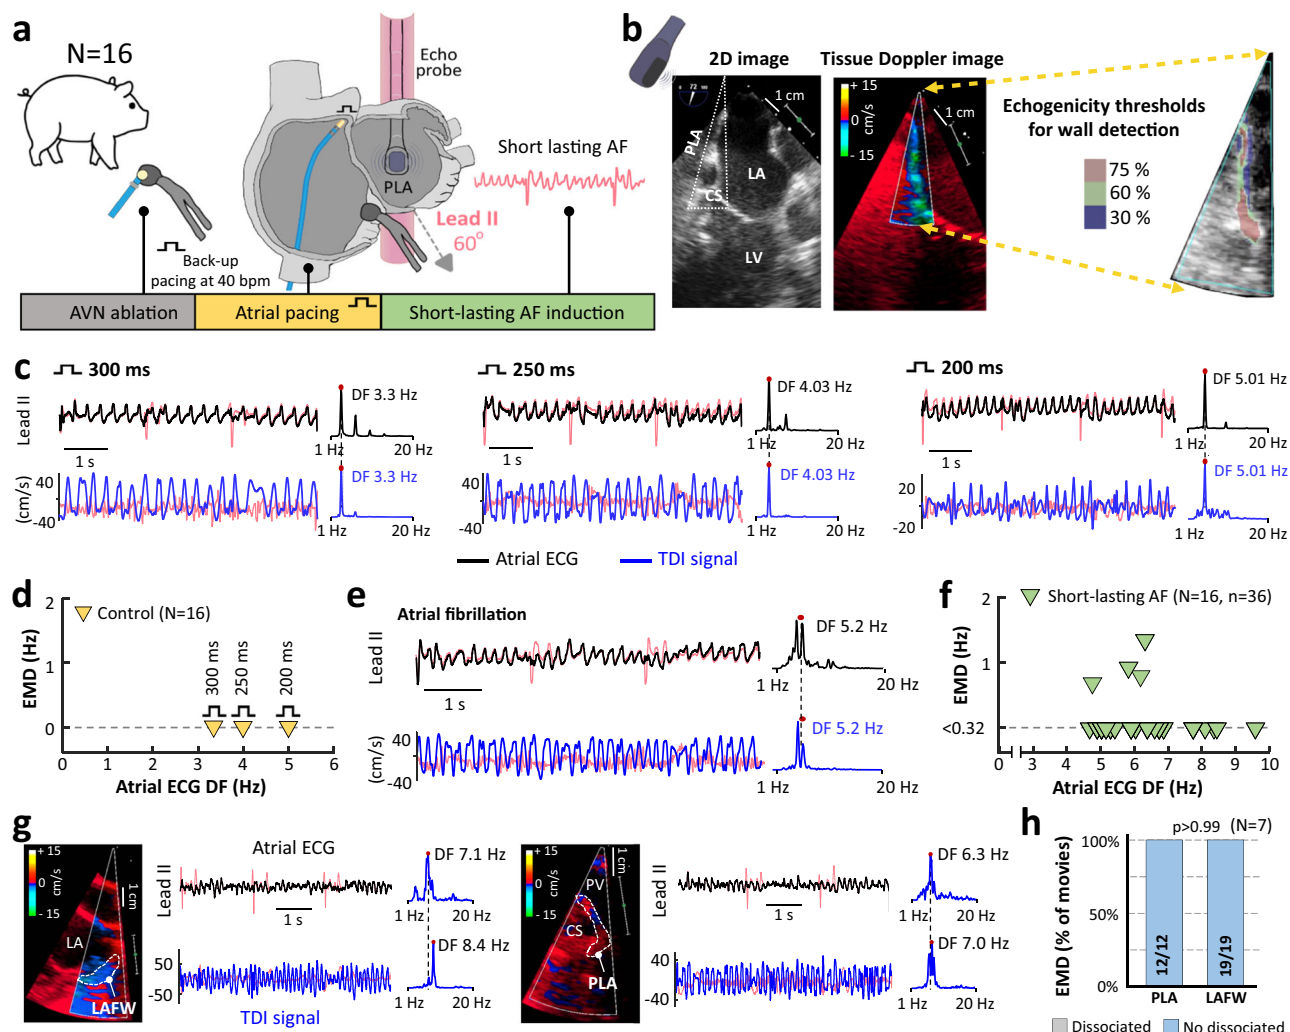 a
N=16
Echo
probe
PLA
Short lasting AF
Lead II
60°
Back-up
pacing at 40 bpm
AVN ablation
Atrial pacing
Short-lasting AF induction
b
2D image
Tissue Doppler image
72
1 cm
PLA
LA
CS
LV
+ 15
0
- 15
cm/s
1 cm
Echogenicity thresholds
for wall detection
75 %
60 %
30 %
c
300 ms
250 ms
200 ms
Lead II
DF 3.3 Hz
DF 4.03 Hz
DF 5.01 Hz
1 s
1 Hz
20 Hz
1 s
1 Hz
20 Hz
1 s
1 Hz
20 Hz
(cm/s)
40
-40
DF 3.3 Hz
1 Hz
20 Hz
40
-40
DF 4.03 Hz
1 Hz
20 Hz
20
-20
DF 5.01 Hz
1 Hz
20 Hz
Atrial ECG
TDI signal
d
EMD (Hz)
2
1
0
Control (N=16)
300 ms
250 ms
200 ms
0 1 2 3 4 5 6
Atrial ECG DF (Hz)
e
Atrial fibrillation
Lead II
1 s
DF 5.2 Hz
1 Hz
20 Hz
(cm/s)
40
-40
DF 5.2 Hz
1 Hz
20 Hz
f
EMD (Hz)
2
1
<0.32
Short-lasting AF (N=16, n=36)
0 3 4 5 6 7 8 9 10
Atrial ECG DF (Hz)
g
+ 15
0
- 15
cm/s
1 cm
LA
LAFW
Atrial ECG
Lead II
1 s
DF 7.1 Hz
1 Hz
20 Hz
50
-50
DF 8.4 Hz
1 Hz
20 Hz
TDI signal
+ 15
0
- 15
cm/s
1 cm
PV
CS
PLA
Lead II
1 s
DF 6.3 Hz
1 Hz
20 Hz
40
-40
DF 7.0 Hz
1 Hz
20 Hz
h
p>0.99 (N=7)
EMD (% of movies)
100%
50%
0%
12/12
19/19
PLA
LAFW
Dissociated
No dissociated